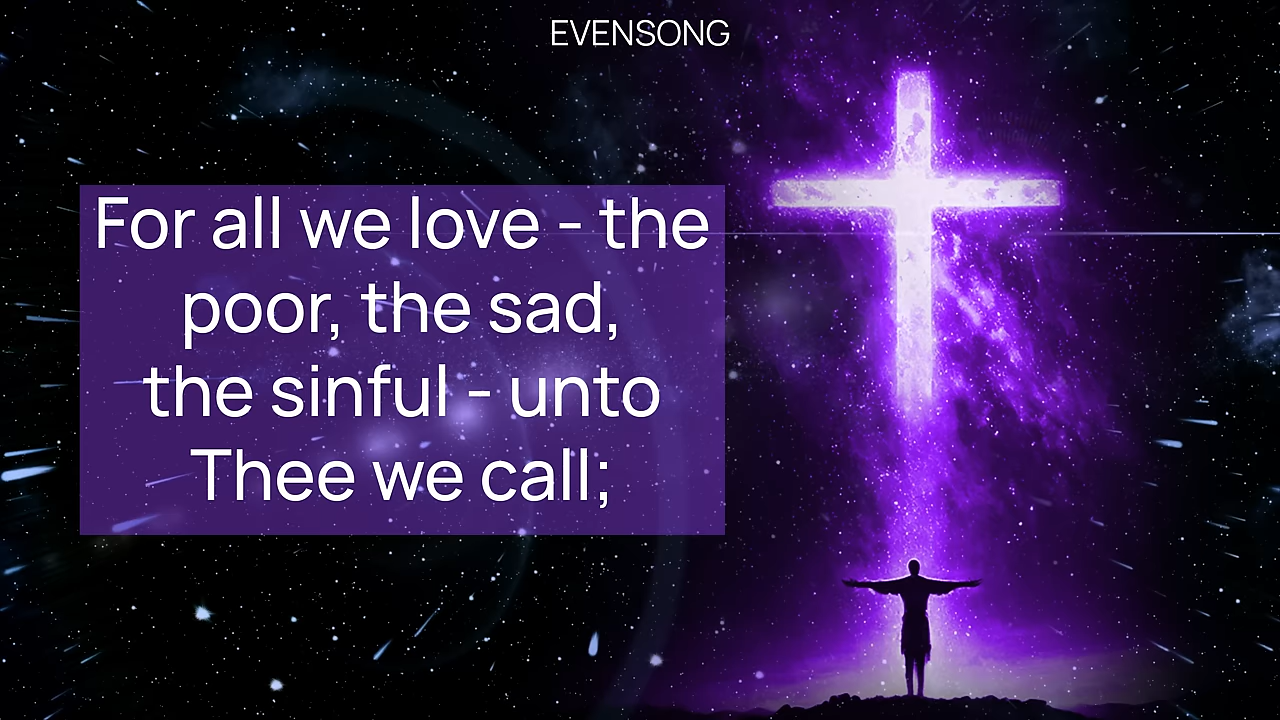 EVENSONG
For all we love - the
poor, the sad,
the sinful - unto
Thee we call;